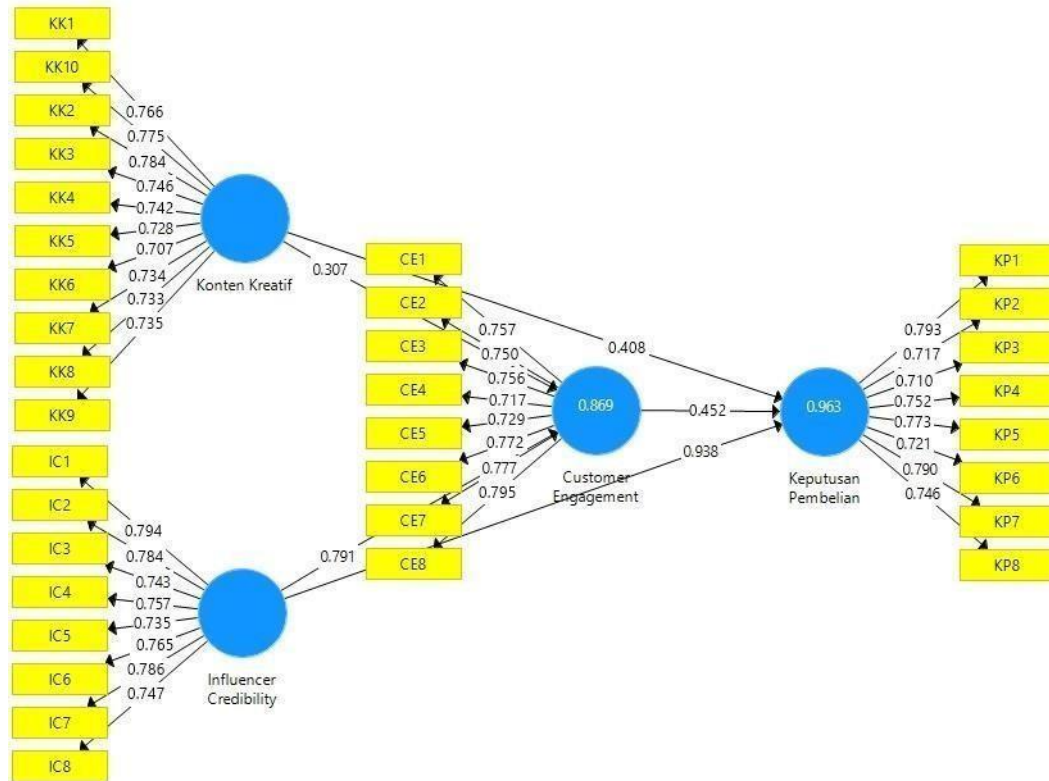 KK1
KK10
KK2
KK3
KK4
KK5
KK6
KK7
KK8
KK9
0.766
0.775
0.784
0.746
0.742
0.728
0.707
0.734
0.733
0.735
Konten Kreatif
IC1
IC2
IC3
IC4
IC5
IC6
IC7
IC8
0.794
0.784
0.743
0.757
0.735
0.765
0.786
0.747
Influencer
Credibility
0.307
0.408
0.791
0.938
CE1
CE2
CE3
CE4
CE5
CE6
CE7
CE8
0.757
0.750
0.756
0.717
0.729
0.772
0.777
0.795
0.869
Customer
Engagement
0.452
0.963
Keputusan
Pembelian
0.793
0.717
0.710
0.752
0.773
0.721
0.790
0.746
KP1
KP2
KP3
KP4
KP5
KP6
KP7
KP8